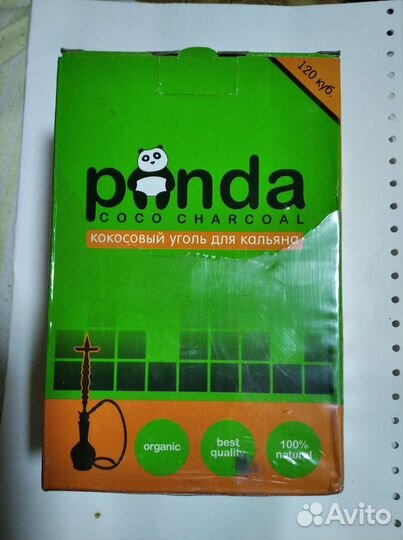 120 куб.
panda
COCO CHARCOAL
кокосовый уголь для кальяна
organic
best quality
100% natural
Avito